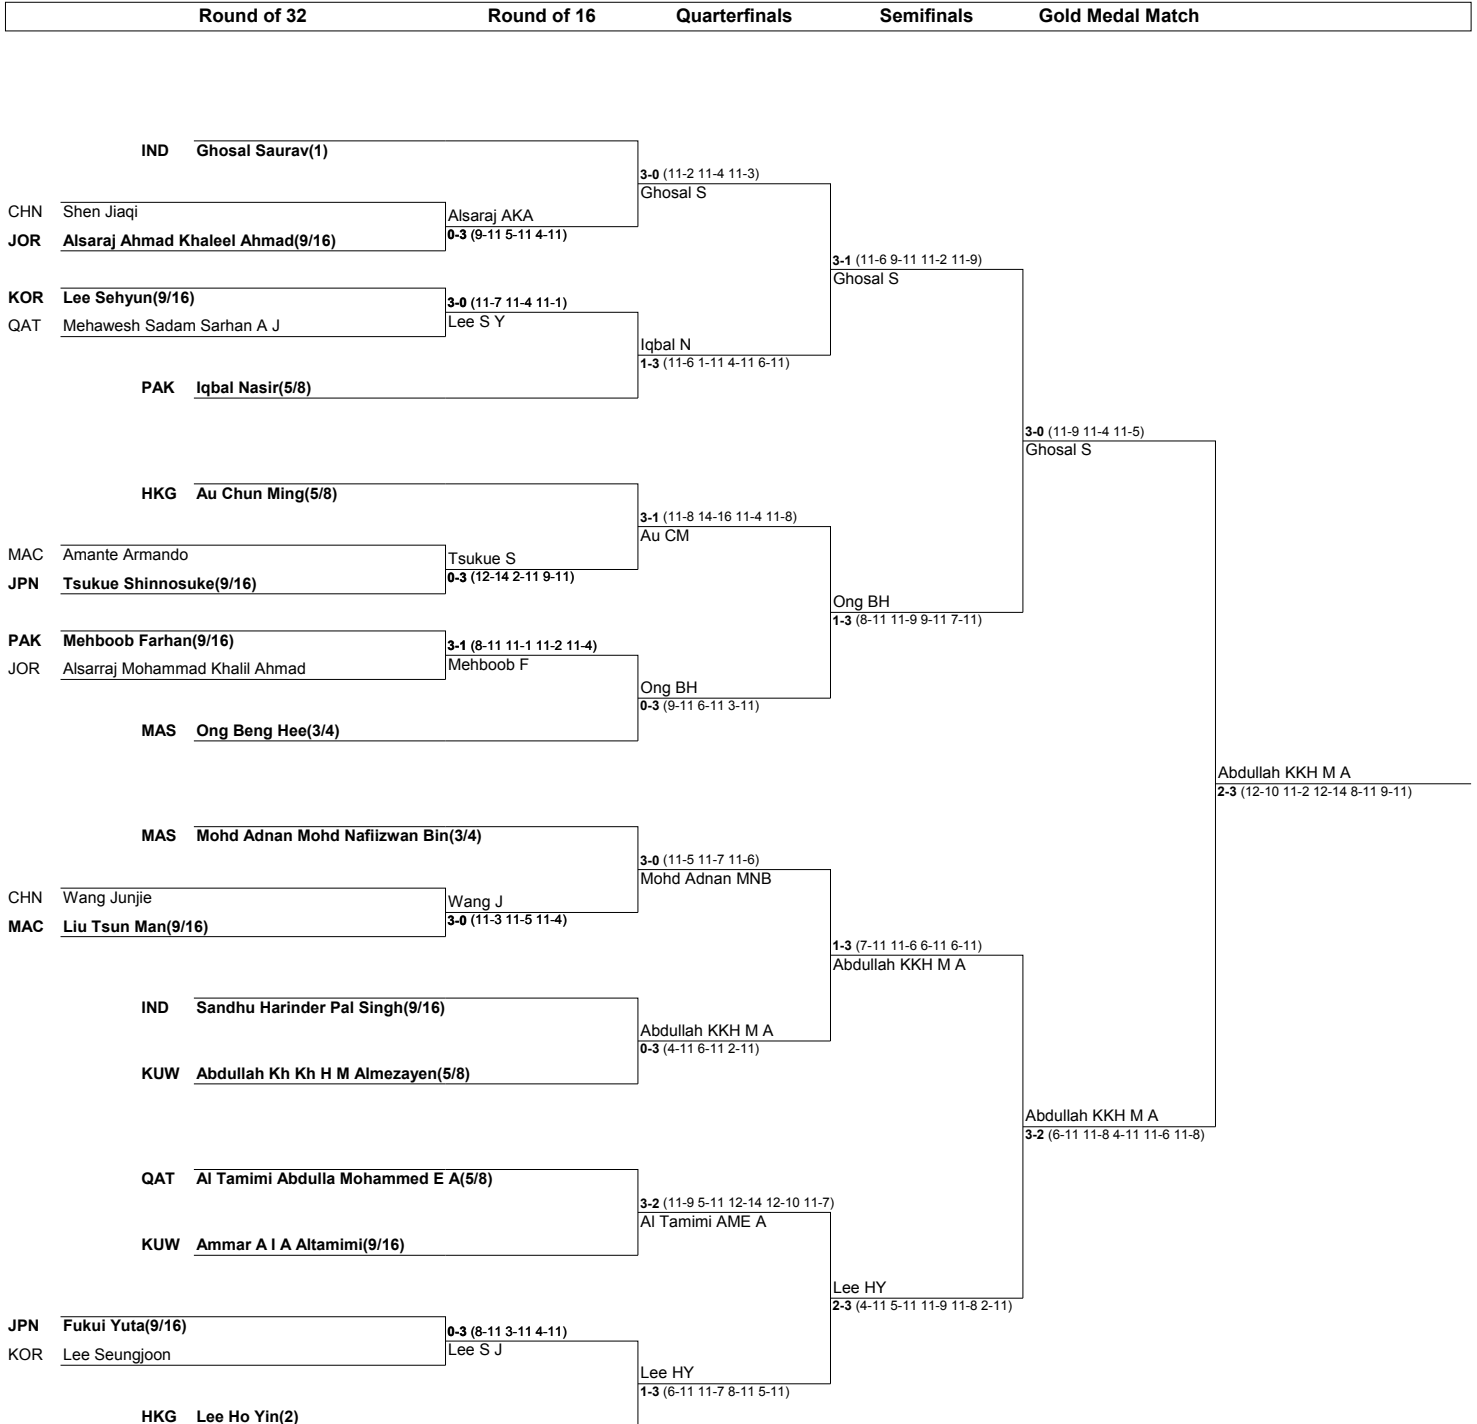 Round of 32 Round of 16 Quarterfinals Semifinals Gold Medal Match
IND Ghosal Saurav(1)
3-0 (11-2 11-4 11-3)
Ghosal S
CHN Shen Jiaqi
Alsaraj AKA
JOR Alsaraj Ahmad Khaleel Ahmad(9/16)
0-3 (9-11 5-11 4-11)
3-1 (11-6 9-11 11-2 11-9)
Ghosal S
KOR Lee Sehyun(9/16)
3-0 (11-7 11-4 11-1)
QAT Mehawesh Sadam Sarhan A J
Lee S Y
Iqbal N
1-3 (11-6 1-11 4-11 6-11)
PAK Iqbal Nasir(5/8)
3-0 (11-9 11-4 11-5)
Ghosal S
HKG Au Chun Ming(5/8)
3-1 (11-8 14-16 11-4 11-8)
Au CM
MAC Amante Armando
Tsukue S
JPN Tsukue Shinnosuke(9/16)
0-3 (12-14 2-11 9-11)
Ong BH
1-3 (8-11 11-9 9-11 7-11)
PAK Mehboob Farhan(9/16)
3-1 (8-11 11-1 11-2 11-4)
JOR Alsarraj Mohammad Khalil Ahmad
Mehboob F
Ong BH
0-3 (9-11 6-11 3-11)
MAS Ong Beng Hee(3/4)
Abdullah KKH M A
2-3 (12-10 11-2 12-14 8-11 9-11)
MAS Mohd Adnan Mohd Nafiizwan Bin(3/4)
3-0 (11-5 11-7 11-6)
Mohd Adnan MNB
CHN Wang Junjie
Wang J
MAC Liu Tsun Man(9/16)
3-0 (11-3 11-5 11-4)
1-3 (7-11 11-6 6-11 6-11)
Abdullah KKH M A
IND Sandhu Harinder Pal Singh(9/16)
Abdullah KKH M A
0-3 (4-11 6-11 2-11)
KUW Abdullah Kh Kh H M Almezayen(5/8)
Abdullah KKH M A
3-2 (6-11 11-8 4-11 11-6 11-8)
QAT Al Tamimi Abdulla Mohammed E A(5/8)
3-2 (11-9 5-11 12-14 12-10 11-7)
Al Tamimi AME A
KUW Ammar A I A Altamimi(9/16)
Lee HY
2-3 (4-11 5-11 11-9 11-8 2-11)
JPN Fukui Yuta(9/16)
0-3 (8-11 3-11 4-11)
KOR Lee Seungjoon
Lee S J
Lee HY
1-3 (6-11 11-7 8-11 5-11)
HKG Lee Ho Yin(2)